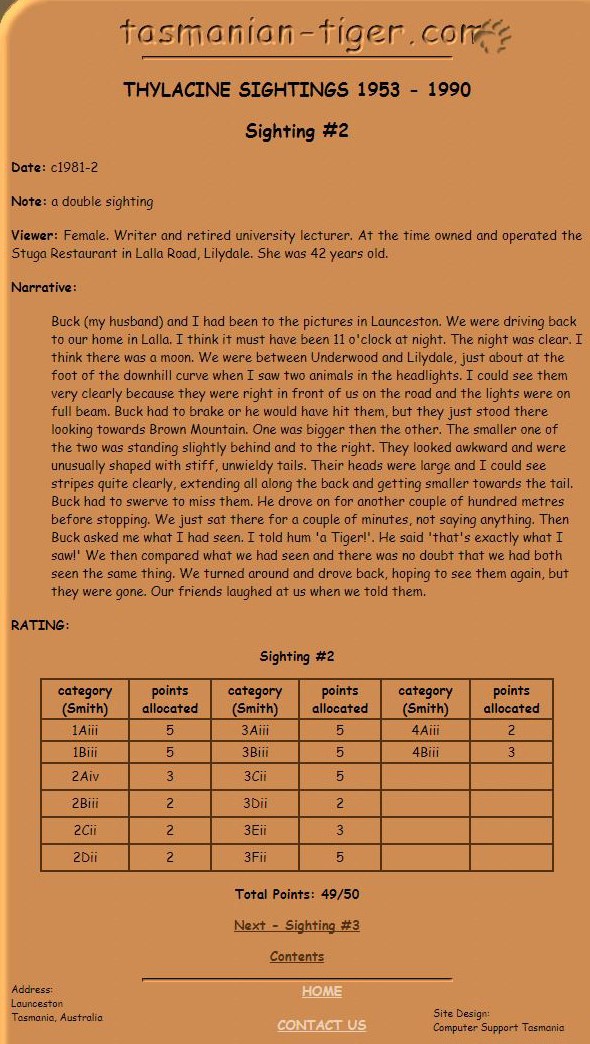 tasmanian-tiger.com
THYLACINE SIGHTINGS 1953 - 1990
Sighting #2
Date: c1981-2
Note: a double sighting
Viewer: Female. Writer and retired university lecturer. At the time owned and operated the
Stuga Restaurant in Lalla Road, Lilydale. She was 42 years old.
Narrative:
Buck (my husband) and I had been to the pictures in Launceston. We were driving back
to our home in Lalla. I think it must have been 11 o'clock at night. The night was clear. I
think there was a moon. We were between Underwood and Lilydale, just about at the
foot of the downhill curve when I saw two animals in the headlights. I could see them
very clearly because they were right in front of us on the road and the lights were on
full beam. Buck had to brake or he would have hit them, but they just stood there
looking towards Brown Mountain. One was bigger then the other. The smaller one of
the two was standing slightly behind and to the right. They looked awkward and were
unusually shaped with stiff, unwieldy tails. Their heads were large and I could see
stripes quite clearly, extending all along the back and getting smaller towards the tail.
Buck had to swerve to miss them. He drove on for another couple of hundred metres
before stopping. We just sat there for a couple of minutes, not saying anything. Then
Buck asked me what I had seen. I told hum 'a Tiger!'. He said 'that's exactly what I
saw!' We then compared what we had seen and there was no doubt that we had both
seen the same thing. We turned around and drove back, hoping to see them again, but
they were gone. Our friends laughed at us when we told them.
RATING:
Sighting #2
category (Smith) points allocated category (Smith) points allocated category (Smith) points allocated
1Aiii 5 3Aiii 5 4Aiii 2
1Biii 5 3Biii 5 4Biii 3
2Aiv 3 3Cii 5
2Biii 2 3Dii 2
2Cii 2 3Eii 3
2Dii 2 3Fii 5
Total Points: 49/50
Next - Sighting #3
Contents
Address:
Launceston
Tasmania, Australia
HOME
CONTACT US
Site Design:
Computer Support Tasmania